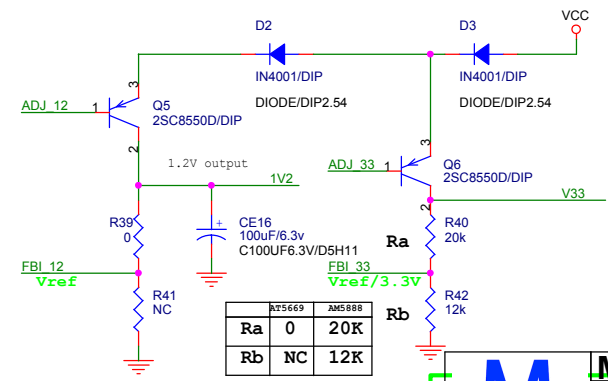 D2
D3
VCC
IN4001/DIP
IN4001/DIP
DIODE/DIP2.54
DIODE/DIP2.54
3
ADJ_12
1
Q5
2SC8550D/DIP
2
3
ADJ_33
1
Q6
2SC8550D/DIP
2
1.2V output
1V2
V33
R39
0
+
CE16
100uF/6.3v
C100UF6.3V/D5H11
Ra
R40
20k
FBI_12
Vref
FBI_33
Vref/3.3V
R41
NC
Rb
R42
12k
AT5669 AM5888
Ra 0 20K
Rb NC 12K